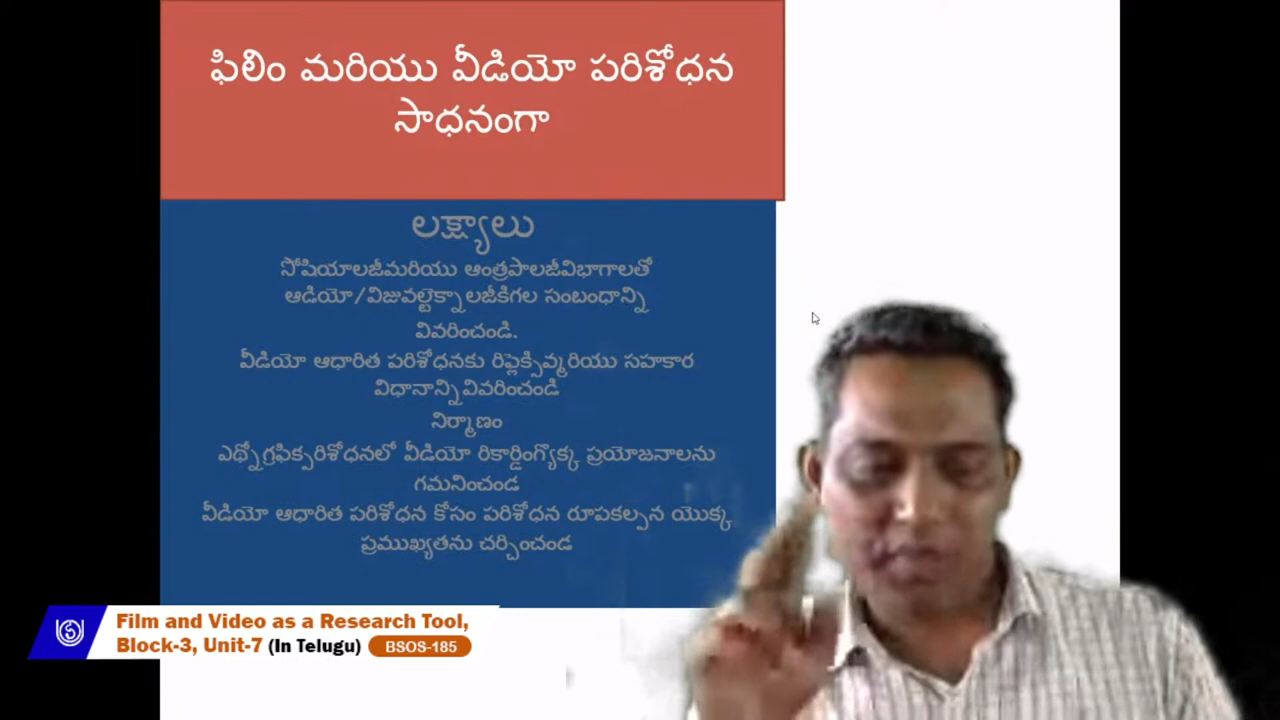 ఫిలిం మరియు వీడియో పరిశోధన
సాధనంగా
లక్ష్యాలు
సోషియాలజీమరియు ఆంత్రపాలజీవిభాగాలతో
ఆడియో/విజువల్టెక్నాలజీకిగల సంబంధాన్ని
వివరించండి.
వీడియో ఆధారిత పరిశోధనకు రిఫ్లెక్సివ్మరియు సహకార
విధానాన్నివివరించండి
నిర్మాణం
ఎథ్నోగ్రఫిక్పరిశోధనలో వీడియో రికార్డింగ్యొక్క ప్రయోజనాలను
గమనించండ
వీడియో ఆధారిత పరిశోధన కోసం పరిశోధన రూపకల్పన యొక్క
ప్రముఖ్యతను చర్చించండ
Film and Video as a Research Tool,
Block-3, Unit-7 (In Telugu) BSOS-185